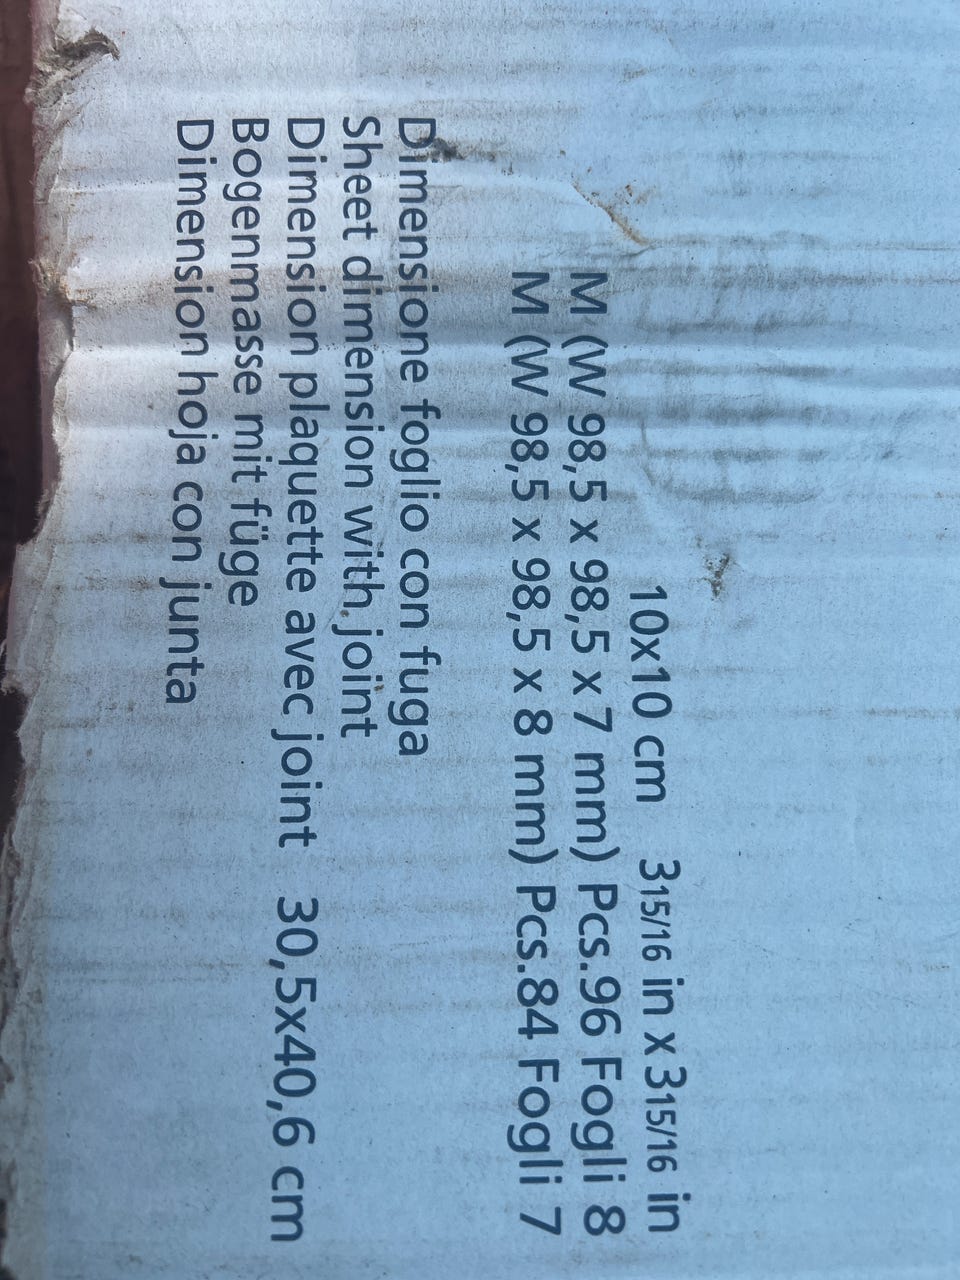 10x10 cm 315/16 in x 315/16 in
M (W 98,5 x 98,5 x 7 mm) Pcs.96 Fogli 8
M (W 98,5 x 98,5 x 8 mm) Pcs.84 Fogli 7
Dimensione foglio con fuga
Sheet dimension with joint
Dimension plaquette avec joint 30,5x40,6 cm
Bogenmasse mit füge
Dimension hoja con junta